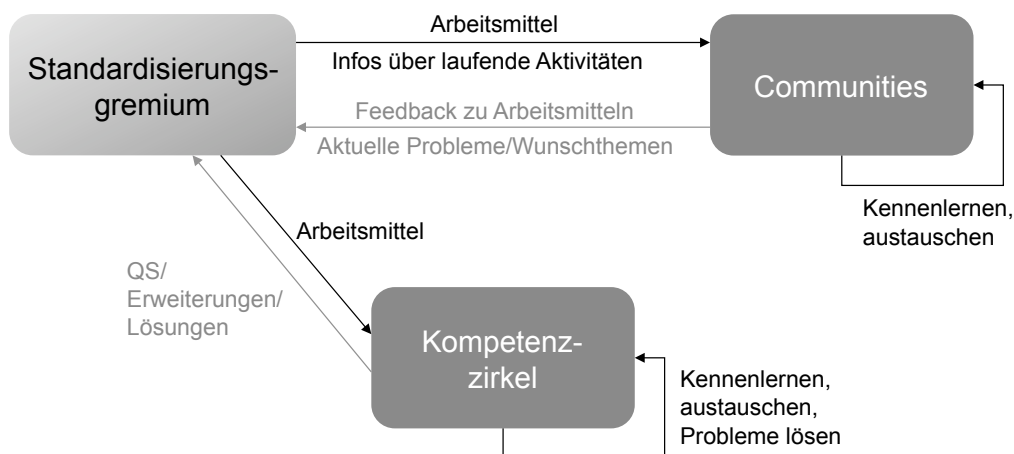 Arbeitsmittel
Standardisierungs-
gremium
Infos über laufende Aktivitäten
Communities
Feedback zu Arbeitsmitteln
Aktuelle Probleme/Wunschthemen
Kennenlernen,
austauschen
Arbeitsmittel
QS/
Erweiterungen/
Lösungen
Kompetenz-
zirkel
Kennenlernen,
austauschen,
Probleme lösen